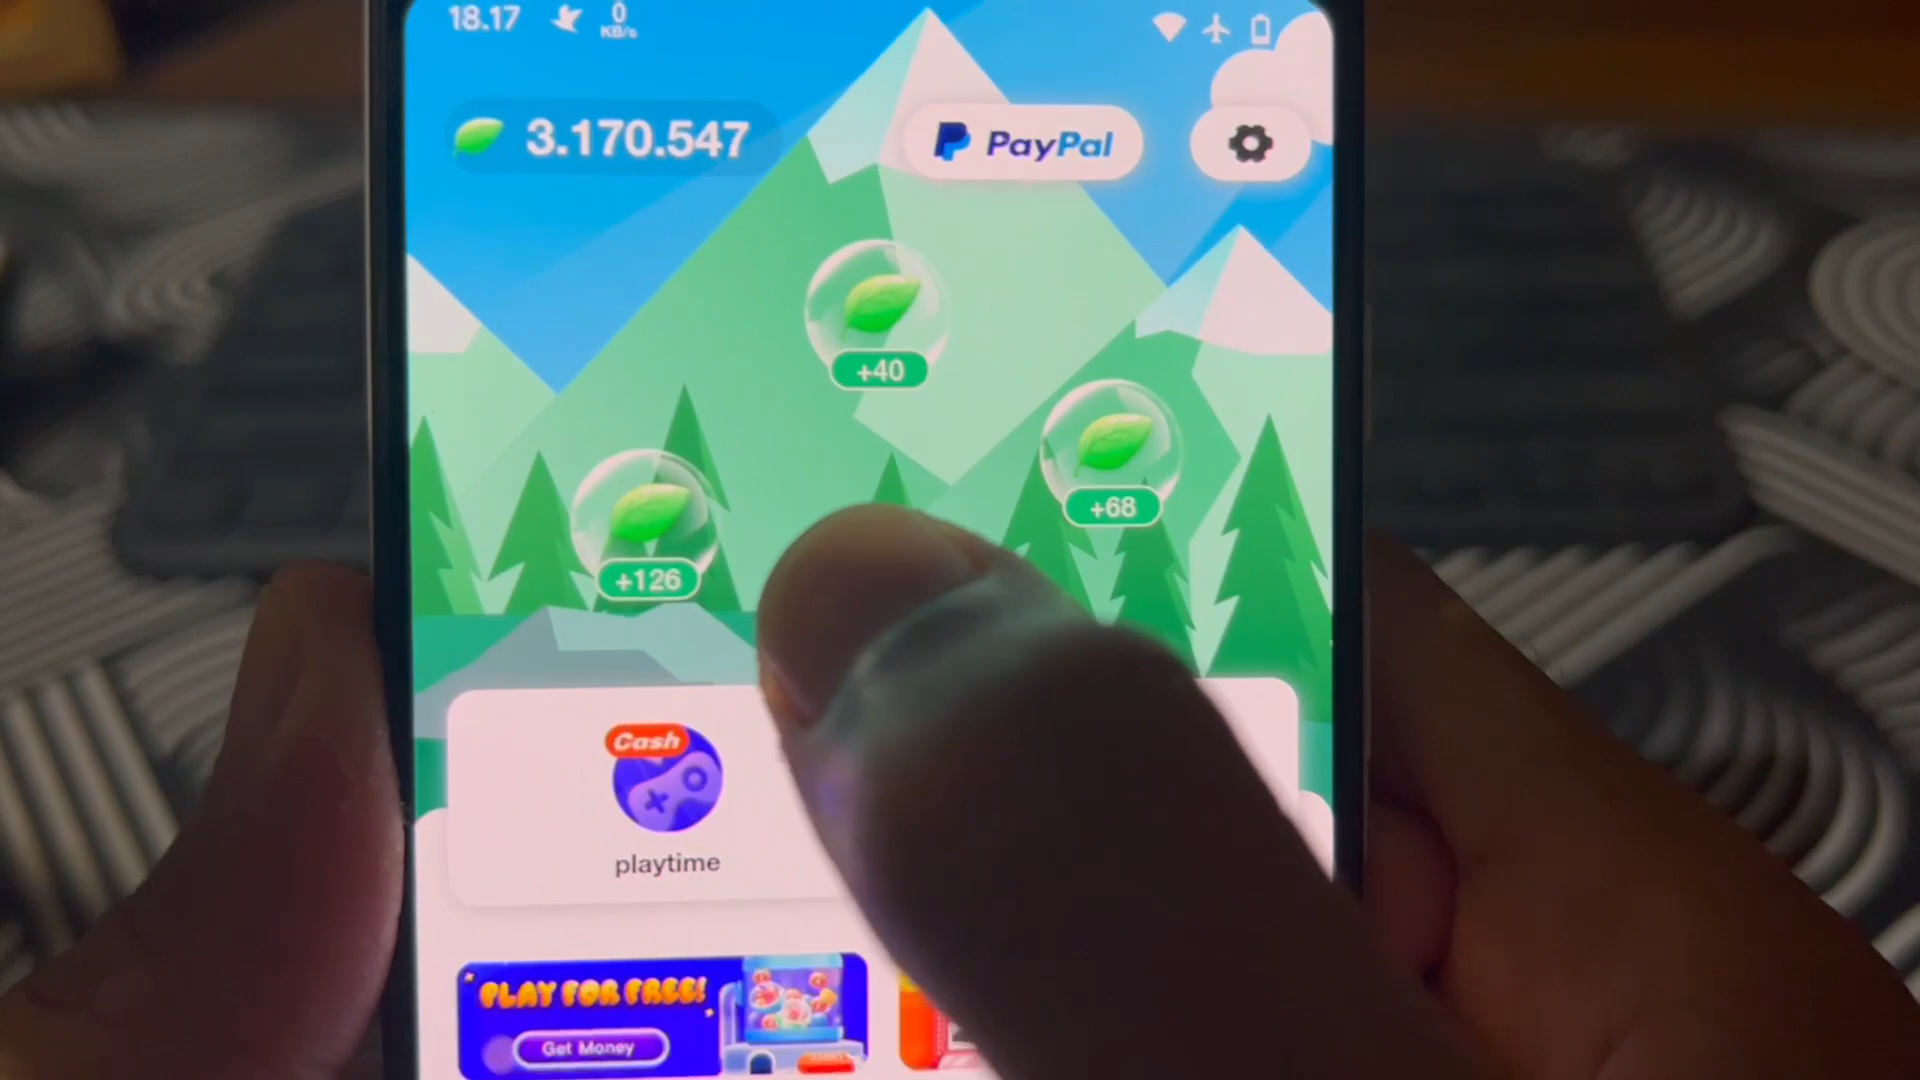 18.17 0 KB/s
3.170.547 PayPal
+40
+68
+126
Cash
playtime
PLAY FOR FREE!
Get Money